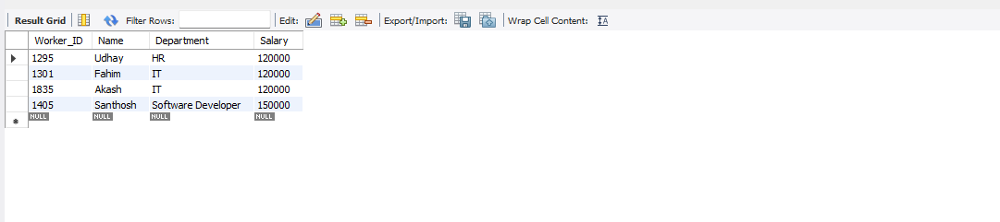 Result Grid Filter Rows: Edit: Export/Import: Wrap Cell Content: IA
Worker_ID Name Department Salary
1295 Udhay HR 120000
1301 Fahim IT 120000
1835 Akash IT 120000
1405 Santhosh Software Developer 150000
NULL NULL NULL NULL